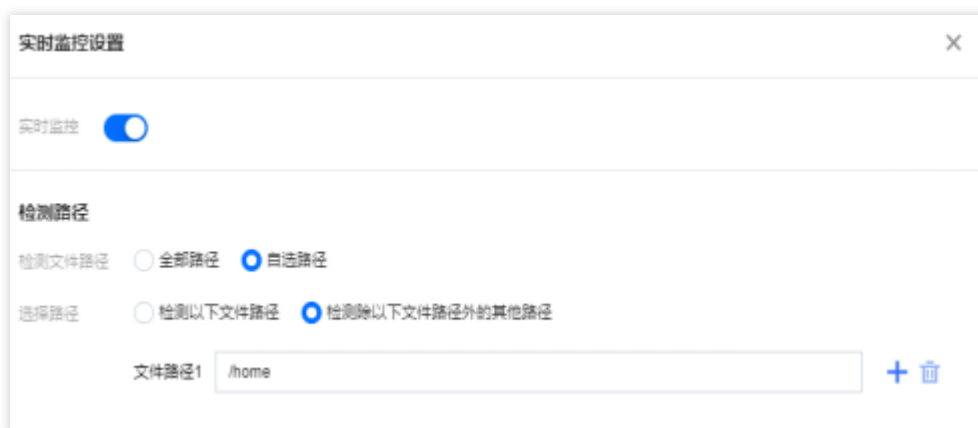 实时监控设置
实时监控
检测路径
检测文件路径 全部路径 自选路径
选择路径 检测以下文件路径 检测除以下文件路径外的其他路径
文件路径1 /home